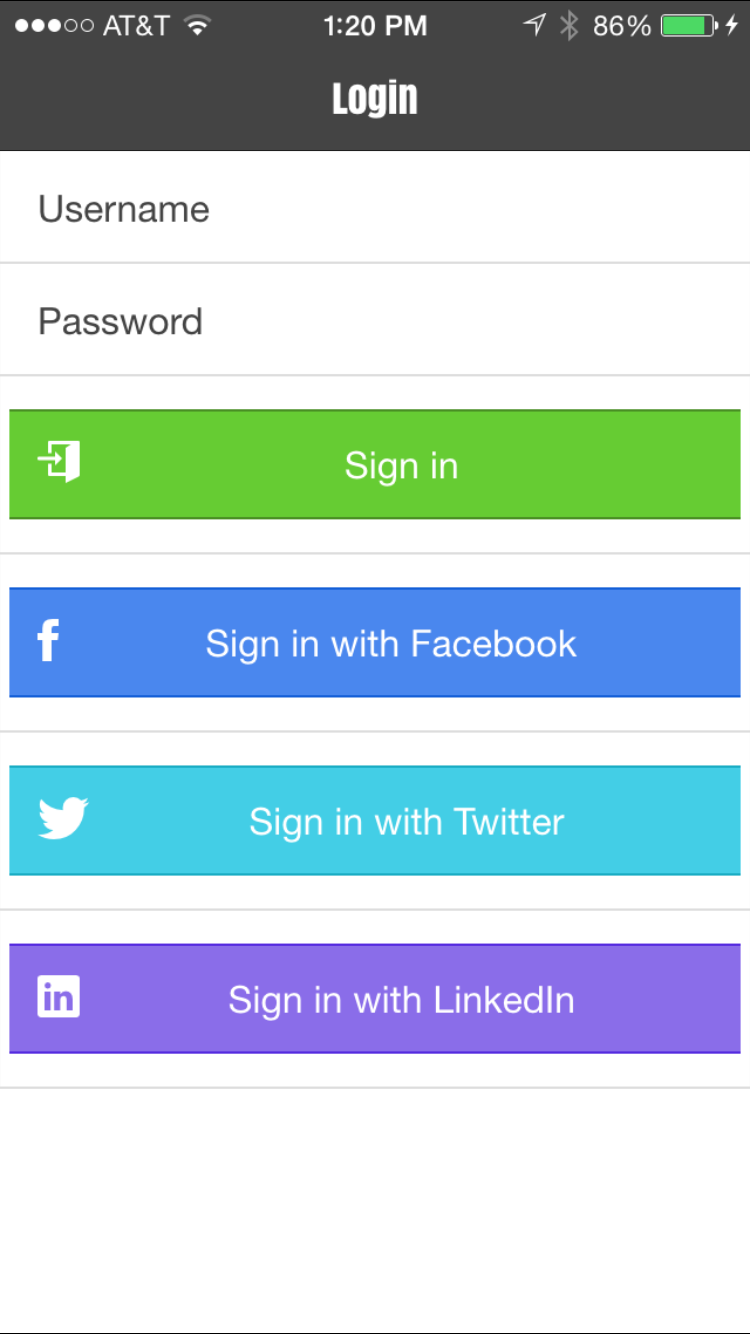 AT&T 1:20 PM 86%
Login
Username
Password
Sign in
f Sign in with Facebook
Sign in with Twitter
in Sign in with LinkedIn